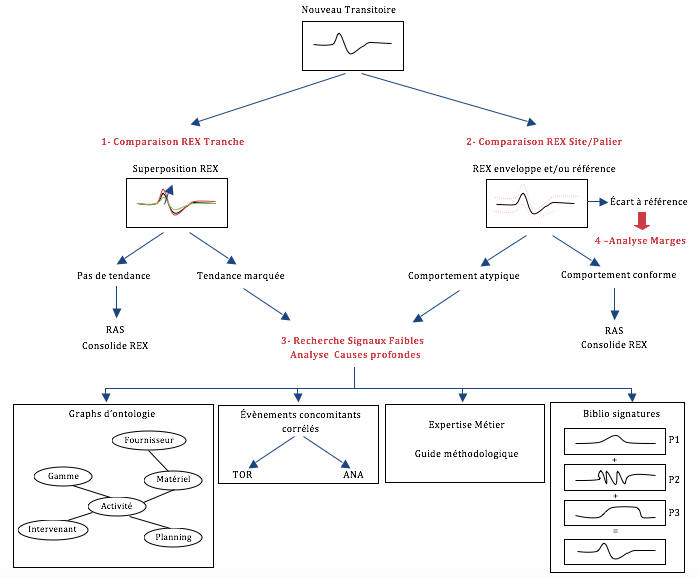 Nouveau Transitoire
1- Comparaison REX Tranche
2- Comparaison REX Site/Palier
Superposition REX
REX enveloppe et/ou référence
Écart à référence
4 –Analyse Marges
Pas de tendance
Tendance marquée
Comportement atypique
Comportement conforme
RAS
Consolide REX
3- Recherche Signaux Faibles
Analyse Causes profondes
RAS
Consolide REX
Graphs d'ontologie
Fournisseur
Gamme
Matériel
Activité
Intervenant
Planning
Évènements concomitants
corrélés
TOR
ANA
Expertise Métier
Guide méthodologique
Biblio signatures
P1
+
P2
+
P3
=